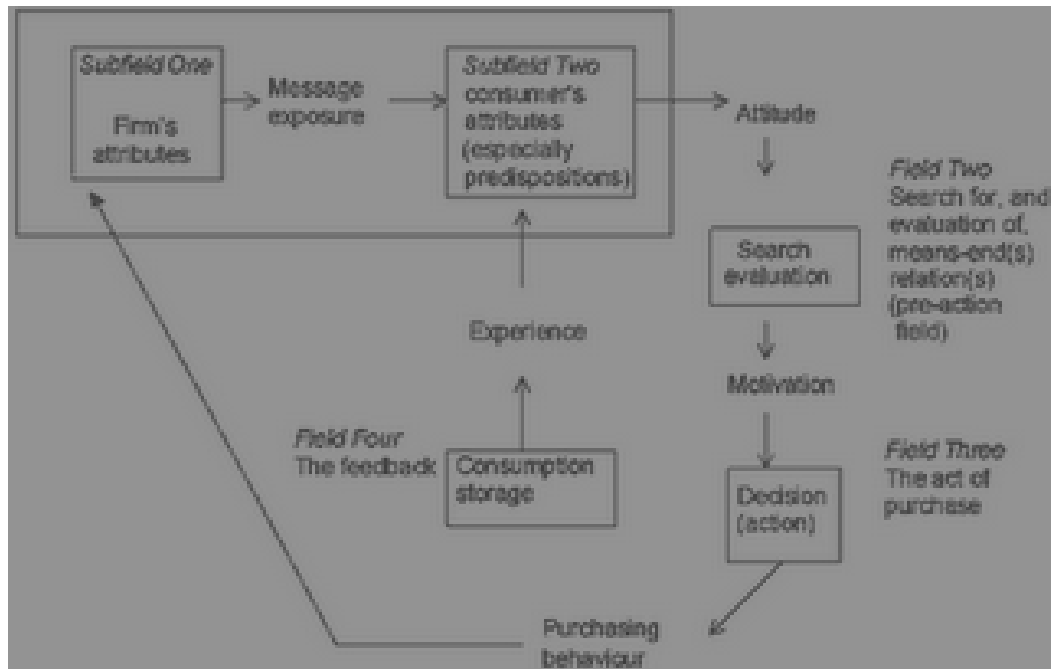 Subfield One
Firm's
attributes
Message
exposure
Subfield Two
consumer's
attributes
(especially
predispositions)
Attitude
Field Two
Search for, and
evaluation of,
means-end(s)
relation(s)
(pre-action
field)
Search
evaluation
Experience
Motivation
Field Four
The feedback
Consumption
storage
Field Three
The act of
purchase
Decision
(action)
Purchasing
behaviour